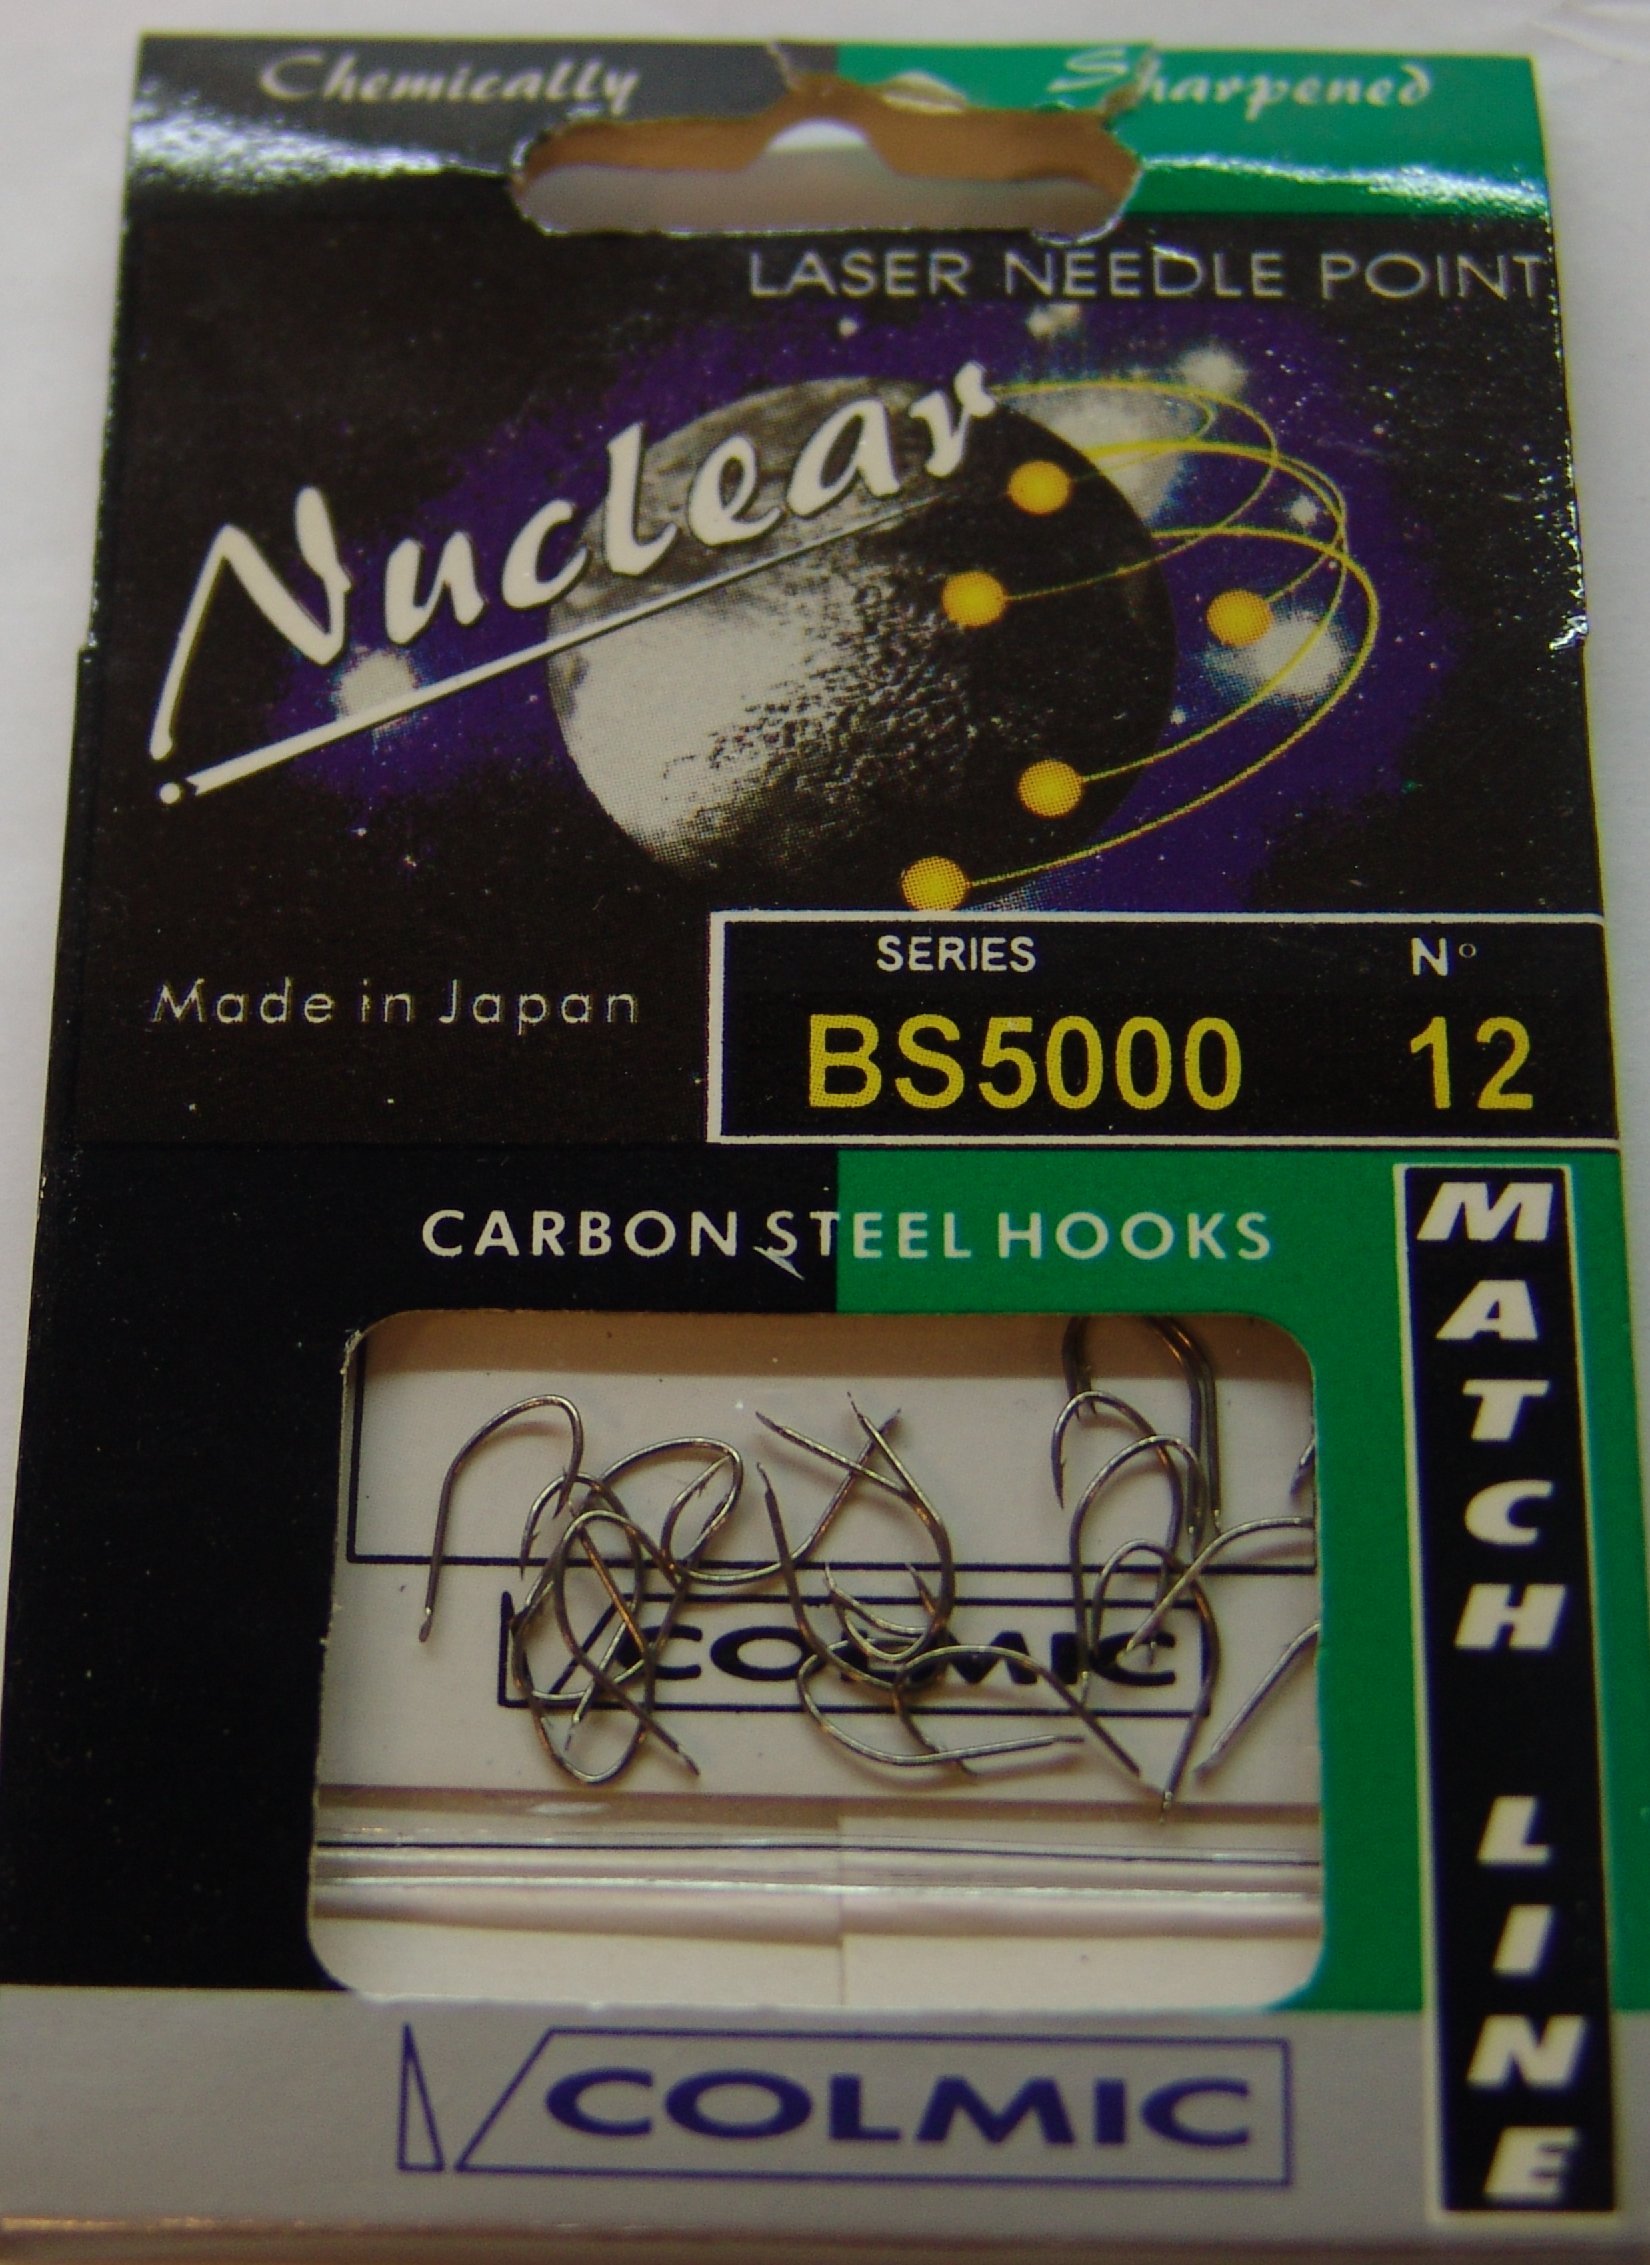 Chemically Sharpened
LASER NEEDLE POINT
Nuclear
Made in Japan
SERIES N°
BS5000 12
CARBON STEEL HOOKS
MATCH LINE
COLMIC
COLMIC